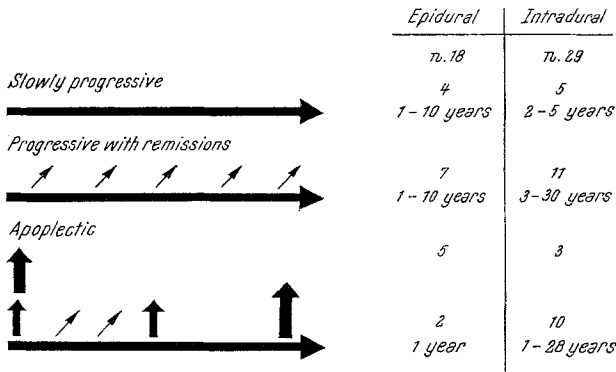 Epidural Intradural
n.18 n.29
Slowly progressive
4 5
1-10 years 2-5 years
Progressive with remissions
7 11
1-10 years 3-30 years
Apoplectic
5 3
2 10
1 year 1-28 years